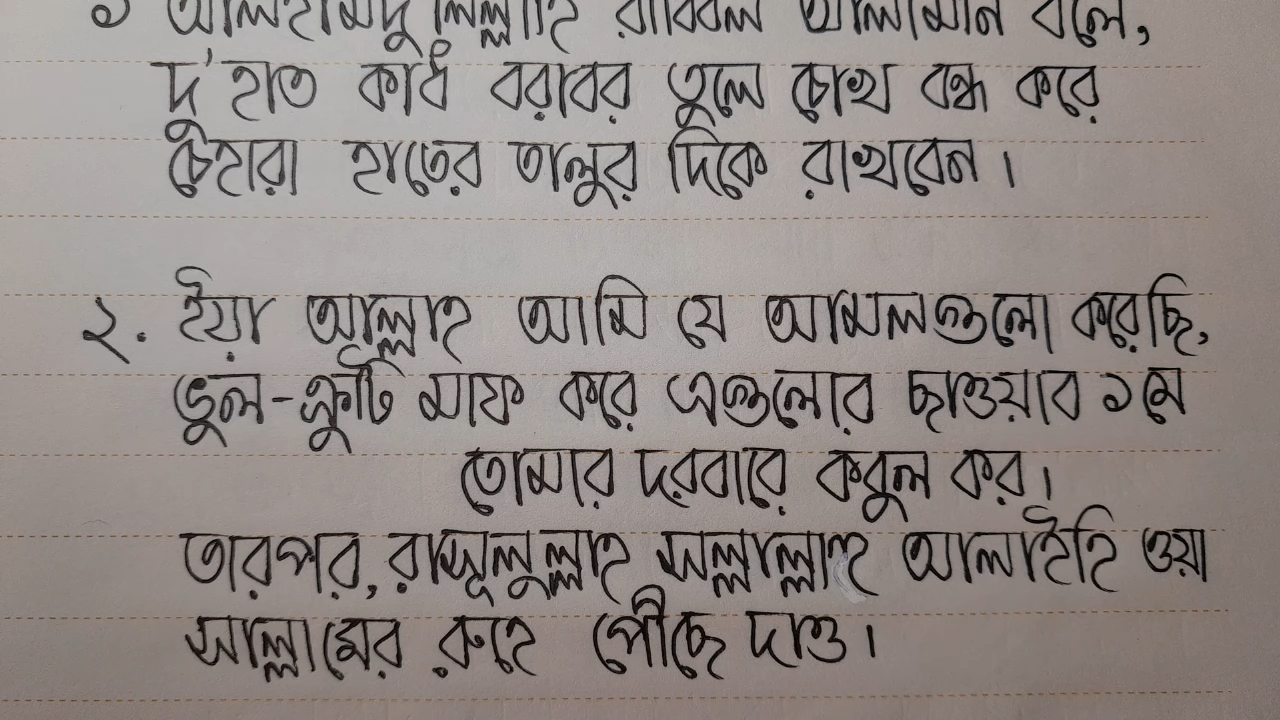 ১ আলহামদু লিল্লাহি রাব্বিল আলামীন বলে,
দু'হাত কাধঁ বরাবর তুলে চোখ বন্ধ করে
চেহারা হাতের তালুর দিকে রাখবেন।
২. ইয়া আল্লাহ আমি যে আমলগুলো করেছি,
ভুল-ক্রুটি মাফ করে এগুলোর ছাওয়াব ১মে
তোমার দরবারে কবুল কর।
তারপর, রাসূলুল্লাহ সল্লাল্লাহু আলাইহি ওয়া
সাল্লামের রুহে পৌঁছে দাও।